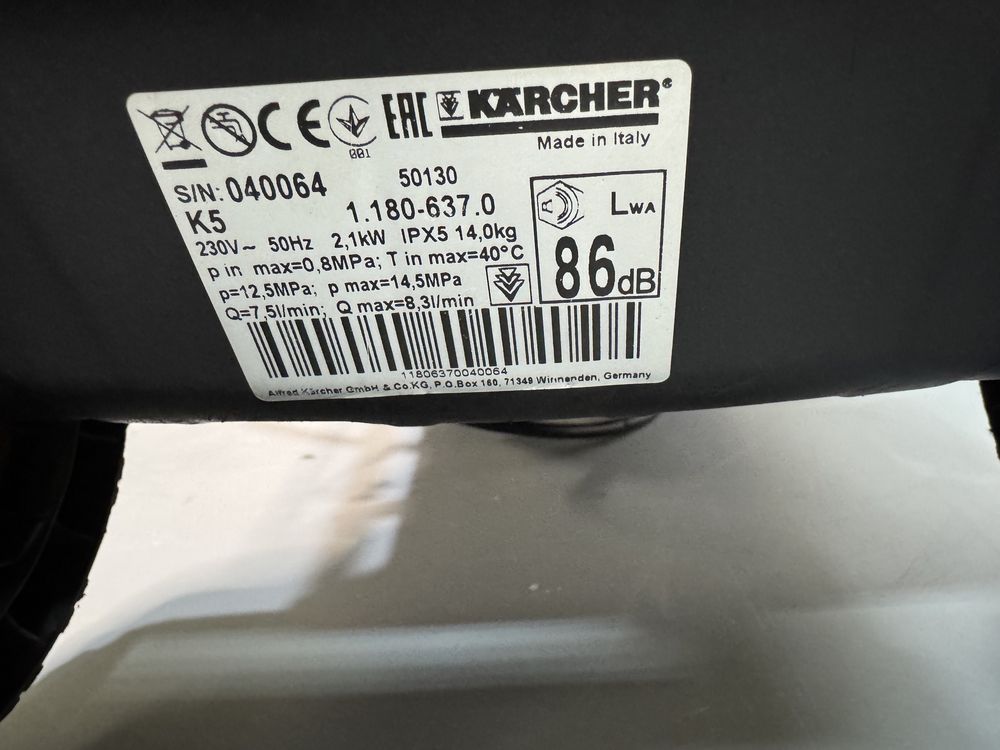 CE EAC KÄRCHER®
001
Made in Italy
S/N: 040064 50130
K5 1.180-637.0
230V~ 50Hz 2,1kW IPX5 14,0kg
p in max=0,8MPa; T in max=40°C
p=12,5MPa; p max=14,5MPa
Q=7,5l/min; Q max=8,3l/min
LWA
86dB
11806370040064
Alfred Kärcher GmbH & Co.KG, P.O.Box 160, 71349 Winnenden, Germany